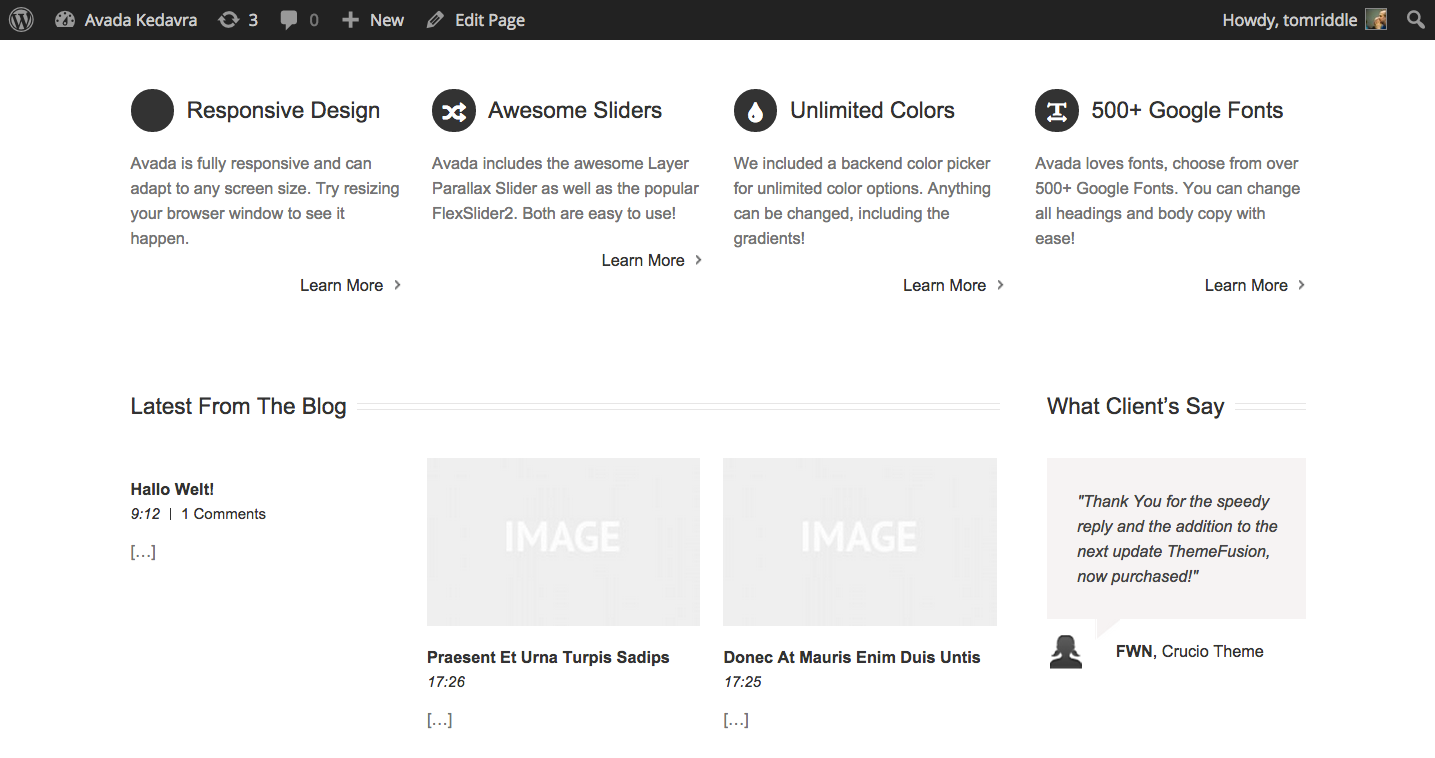 Avada Kedavra 3 0 New Edit Page Howdy, tomriddle
Responsive Design
Avada is fully responsive and can
adapt to any screen size. Try resizing
your browser window to see it
happen.
Learn More
Awesome Sliders
Avada includes the awesome Layer
Parallax Slider as well as the popular
FlexSlider2. Both are easy to use!
Learn More
Unlimited Colors
We included a backend color picker
for unlimited color options. Anything
can be changed, including the
gradients!
Learn More
500+ Google Fonts
Avada loves fonts, choose from over
500+ Google Fonts. You can change
all headings and body copy with
ease!
Learn More
Latest From The Blog
Hallo Welt!
9:12 | 1 Comments
[...]
IMAGE
Praesent Et Urna Turpis Sadips
17:26
[...]
IMAGE
Donec At Mauris Enim Duis Untis
17:25
[...]
What Client’s Say
"Thank You for the speedy
reply and the addition to the
next update ThemeFusion,
now purchased!"
FWN, Crucio Theme